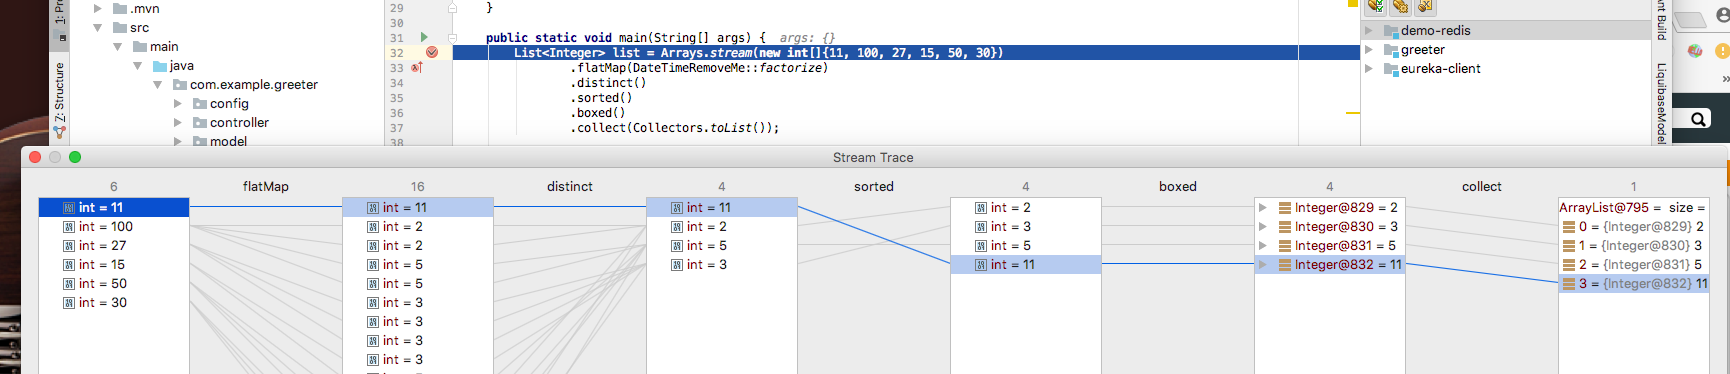 .mvn
src
main
java
com.example.greeter
config
controller
model
Z: Structure
29 }
30
31 public static void main(String[] args) { args: {}
32 List<Integer> list = Arrays.stream(new int[]{11, 100, 27, 15, 50, 30})
33 .flatMap(DateTimeRemoveMe::factorize)
34 .distinct()
35 .sorted()
36 .boxed()
37 .collect(Collectors.toList());
38
demo-redis
greeter
eureka-client
nt Build
LiquibaseModel
Stream Trace
6 flatMap 16 distinct 4 sorted 4 boxed 4 collect 1
int = 11
int = 100
int = 27
int = 15
int = 50
int = 30
int = 11
int = 2
int = 2
int = 5
int = 5
int = 3
int = 3
int = 3
int = 3
int = 11
int = 2
int = 5
int = 3
int = 2
int = 3
int = 5
int = 11
Integer@829 = 2
Integer@830 = 3
Integer@831 = 5
Integer@832 = 11
ArrayList@795 = size =
0 = {Integer@829} 2
1 = {Integer@830} 3
2 = {Integer@831} 5
3 = {Integer@832} 11